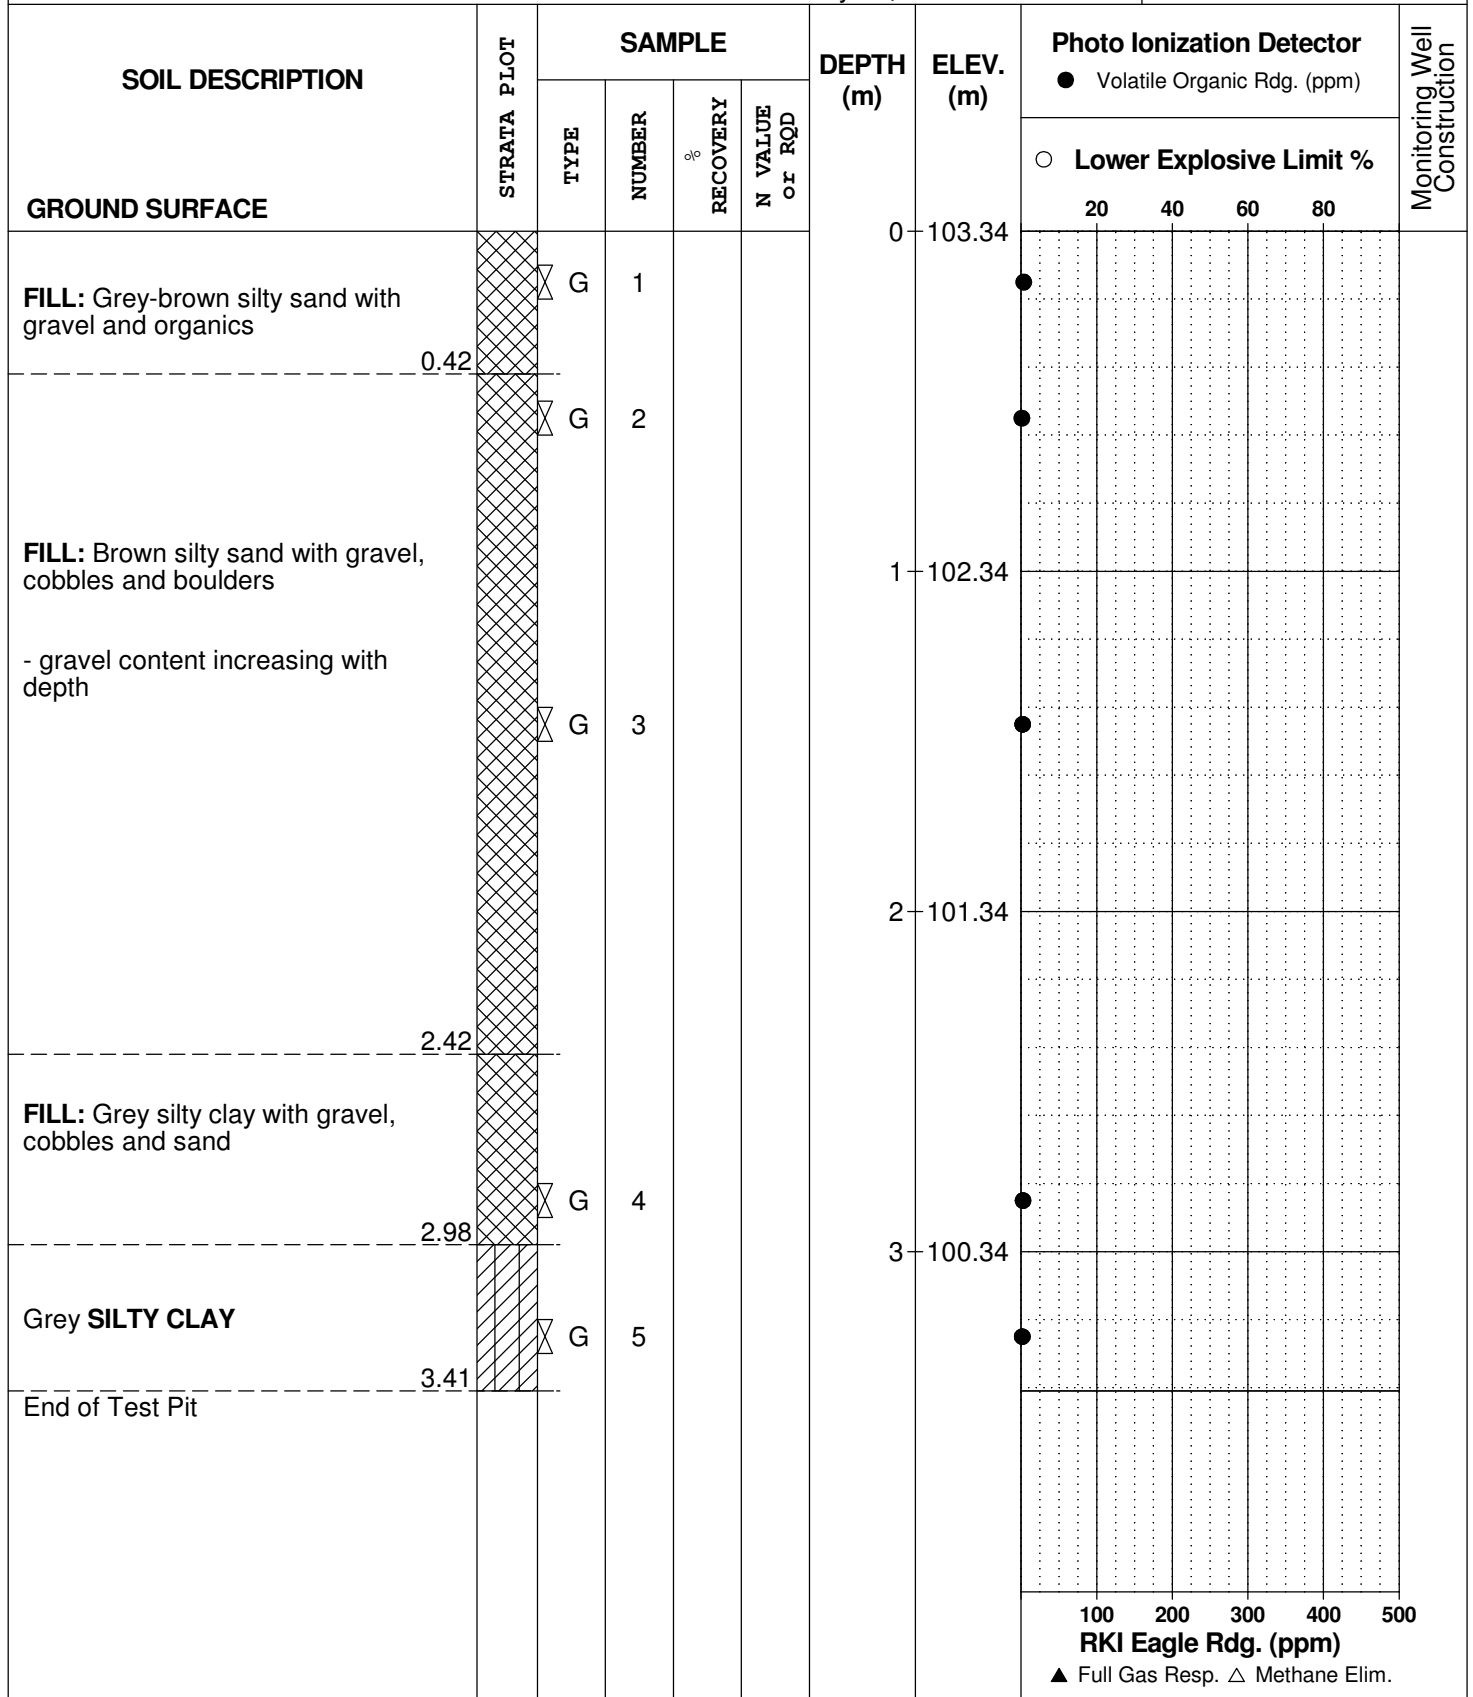 SOIL DESCRIPTION
GROUND SURFACE
STRATA PLOT
SAMPLE
TYPE
NUMBER
%
RECOVERY
N VALUE
or RQD
DEPTH
(m)
ELEV.
(m)
Photo Ionization Detector
● Volatile Organic Rdg. (ppm)
○ Lower Explosive Limit %
20 40 60 80
Monitoring Well
Construction
0 103.34
FILL: Grey-brown silty sand with
gravel and organics
0.42
G 1
G 2
FILL: Brown silty sand with gravel,
cobbles and boulders
1 102.34
- gravel content increasing with
depth
G 3
2 101.34
2.42
FILL: Grey silty clay with gravel,
cobbles and sand
G 4
2.98
3 100.34
Grey SILTY CLAY
G 5
3.41
End of Test Pit
100 200 300 400 500
RKI Eagle Rdg. (ppm)
▲ Full Gas Resp. △ Methane Elim.